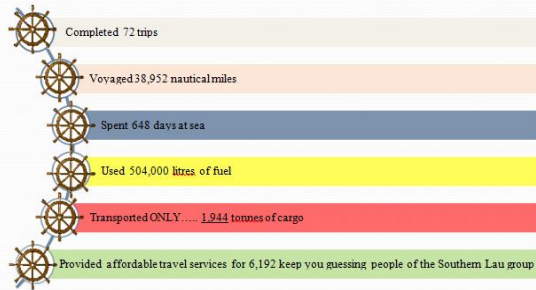 Completed 72 trips
Voyaged 38,952 nautical miles
Spent 648 days at sea
Used 504,000 litres of fuel
Transported ONLY….. 1,944 tonnes of cargo
Provided affordable travel services for 6,192 keep you guessing people of the Southern Lau group